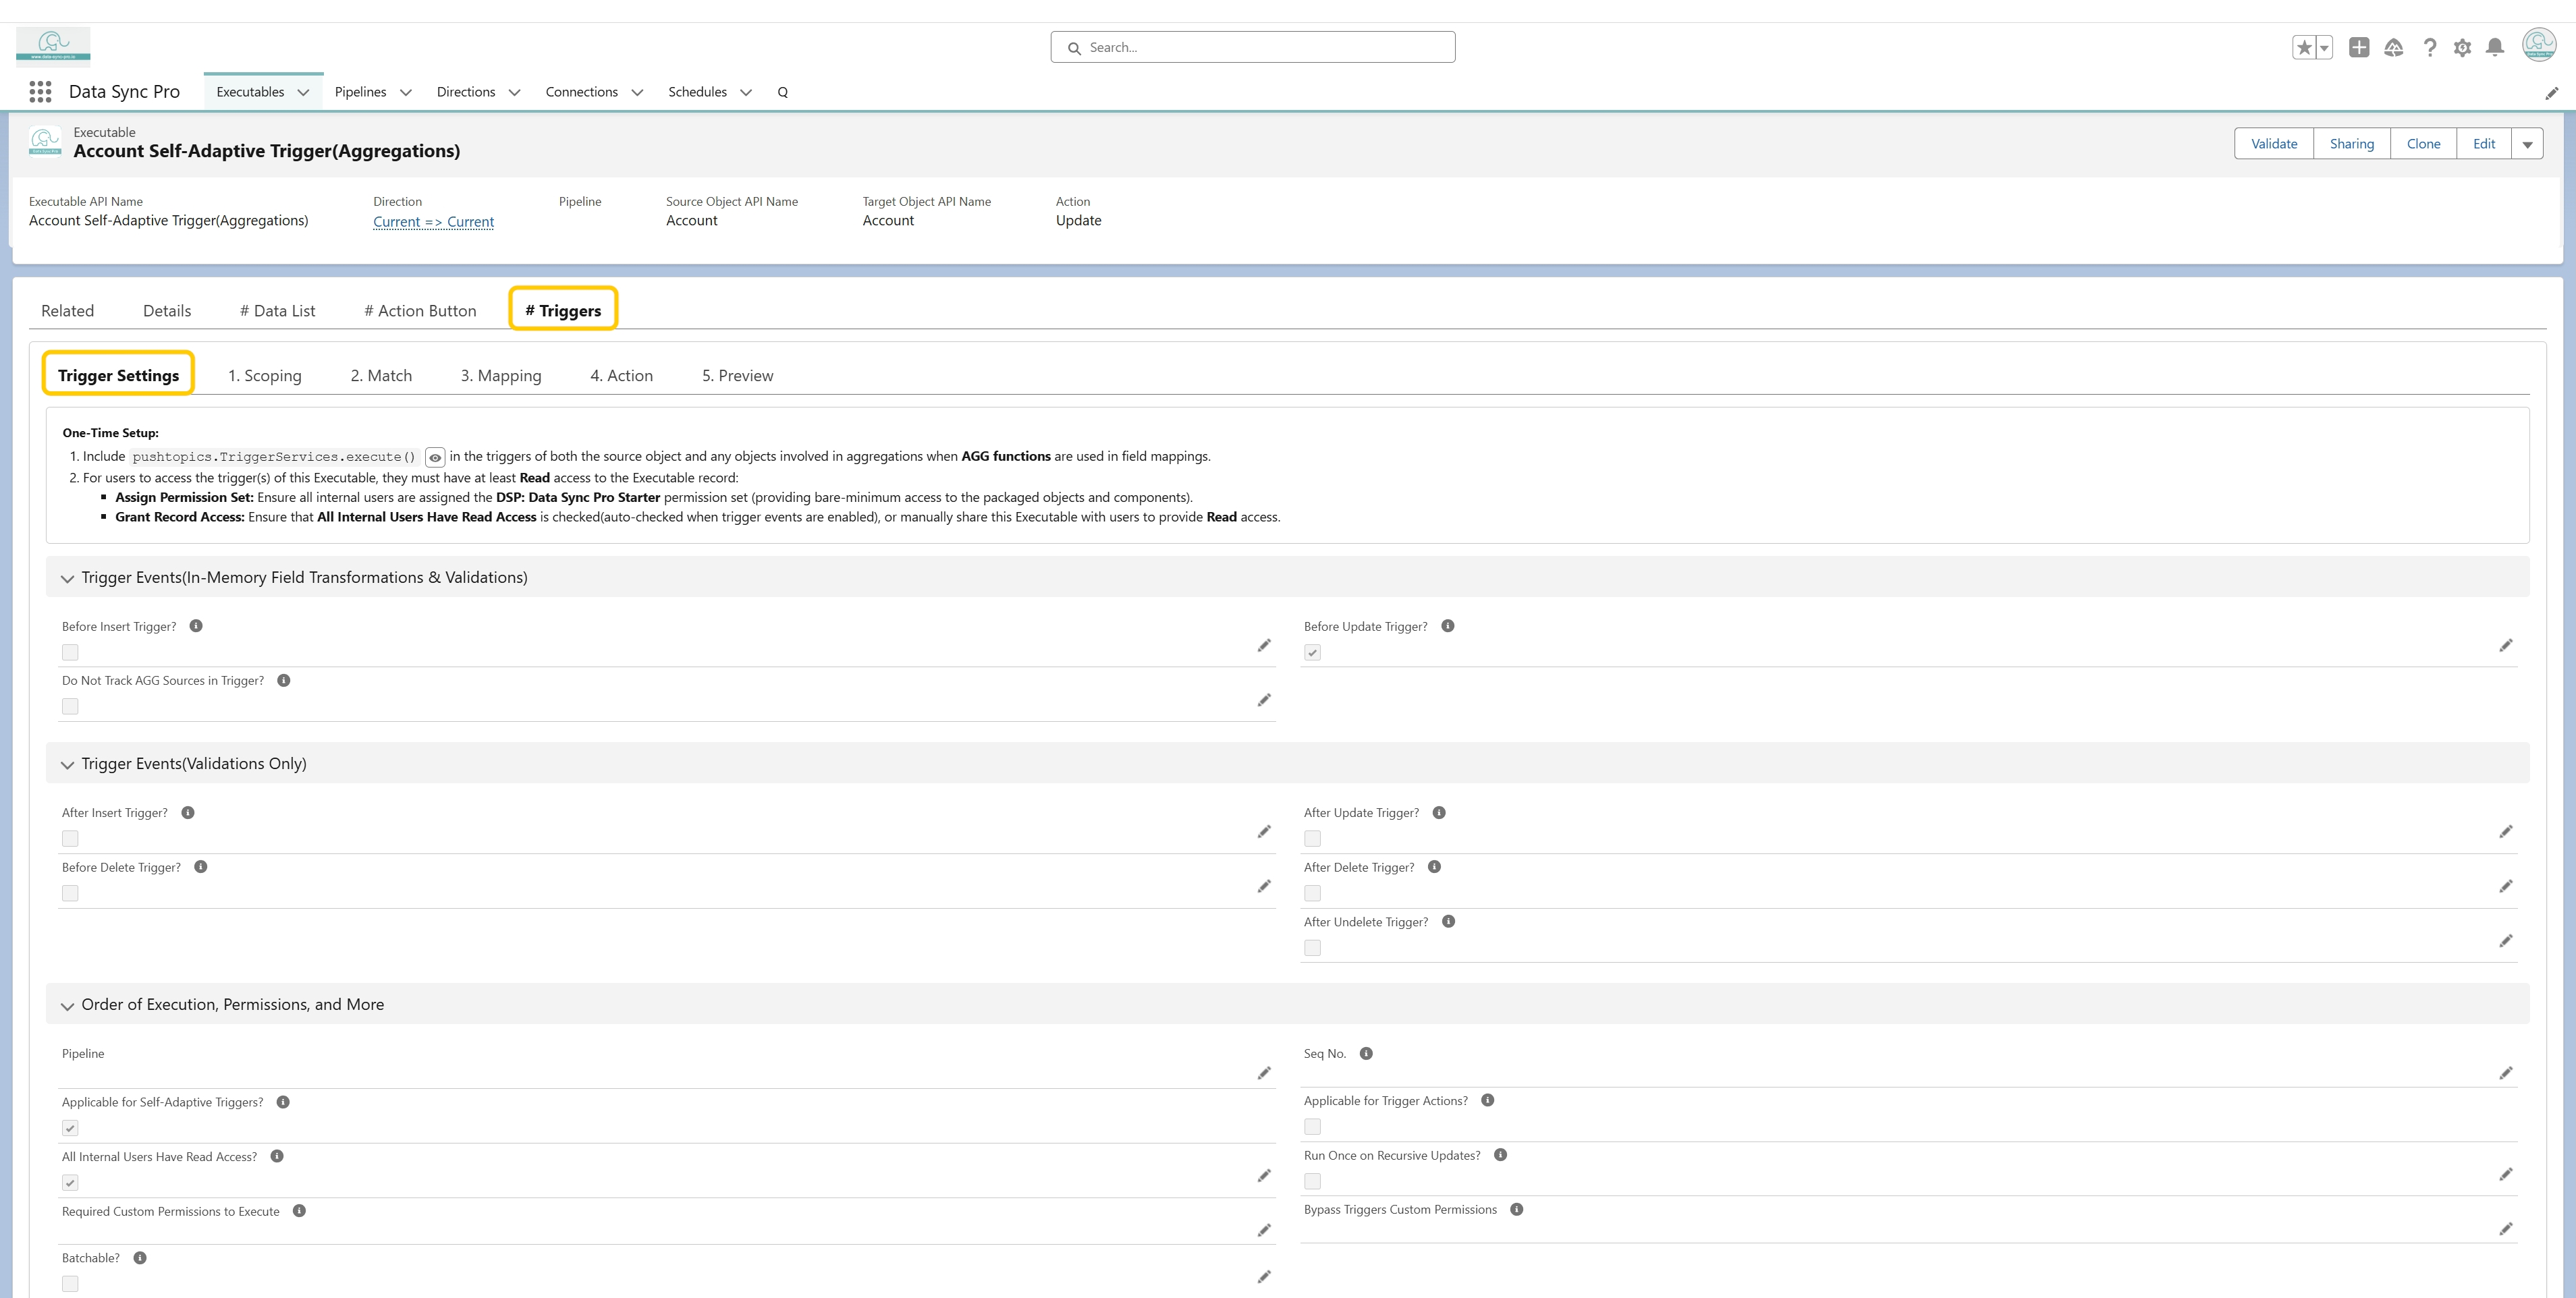 www.data-sync-pro.io
Search...
Data Sync Pro
Executables
Pipelines
Directions
Connections
Schedules
Q
Executable
Account Self-Adaptive Trigger(Aggregations)
Validate
Sharing
Clone
Edit
Executable API Name
Account Self-Adaptive Trigger(Aggregations)
Direction
Current => Current
Pipeline
Source Object API Name
Account
Target Object API Name
Account
Action
Update
Related
Details
# Data List
# Action Button
# Triggers
Trigger Settings
1. Scoping
2. Match
3. Mapping
4. Action
5. Preview
One-Time Setup:
1. Include pushtopics.TriggerServices.execute() in the triggers of both the source object and any objects involved in aggregations when AGG functions are used in field mappings.
2. For users to access the trigger(s) of this Executable, they must have at least Read access to the Executable record:
Assign Permission Set: Ensure all internal users are assigned the DSP: Data Sync Pro Starter permission set (providing bare-minimum access to the packaged objects and components).
Grant Record Access: Ensure that All Internal Users Have Read Access is checked(auto-checked when trigger events are enabled), or manually share this Executable with users to provide Read access.
Trigger Events(In-Memory Field Transformations & Validations)
Before Insert Trigger?
Before Update Trigger?
Do Not Track AGG Sources in Trigger?
Trigger Events(Validations Only)
After Insert Trigger?
After Update Trigger?
Before Delete Trigger?
After Delete Trigger?
After Undelete Trigger?
Order of Execution, Permissions, and More
Pipeline
Seq No.
Applicable for Self-Adaptive Triggers?
Applicable for Trigger Actions?
All Internal Users Have Read Access?
Run Once on Recursive Updates?
Required Custom Permissions to Execute
Bypass Triggers Custom Permissions
Batchable?